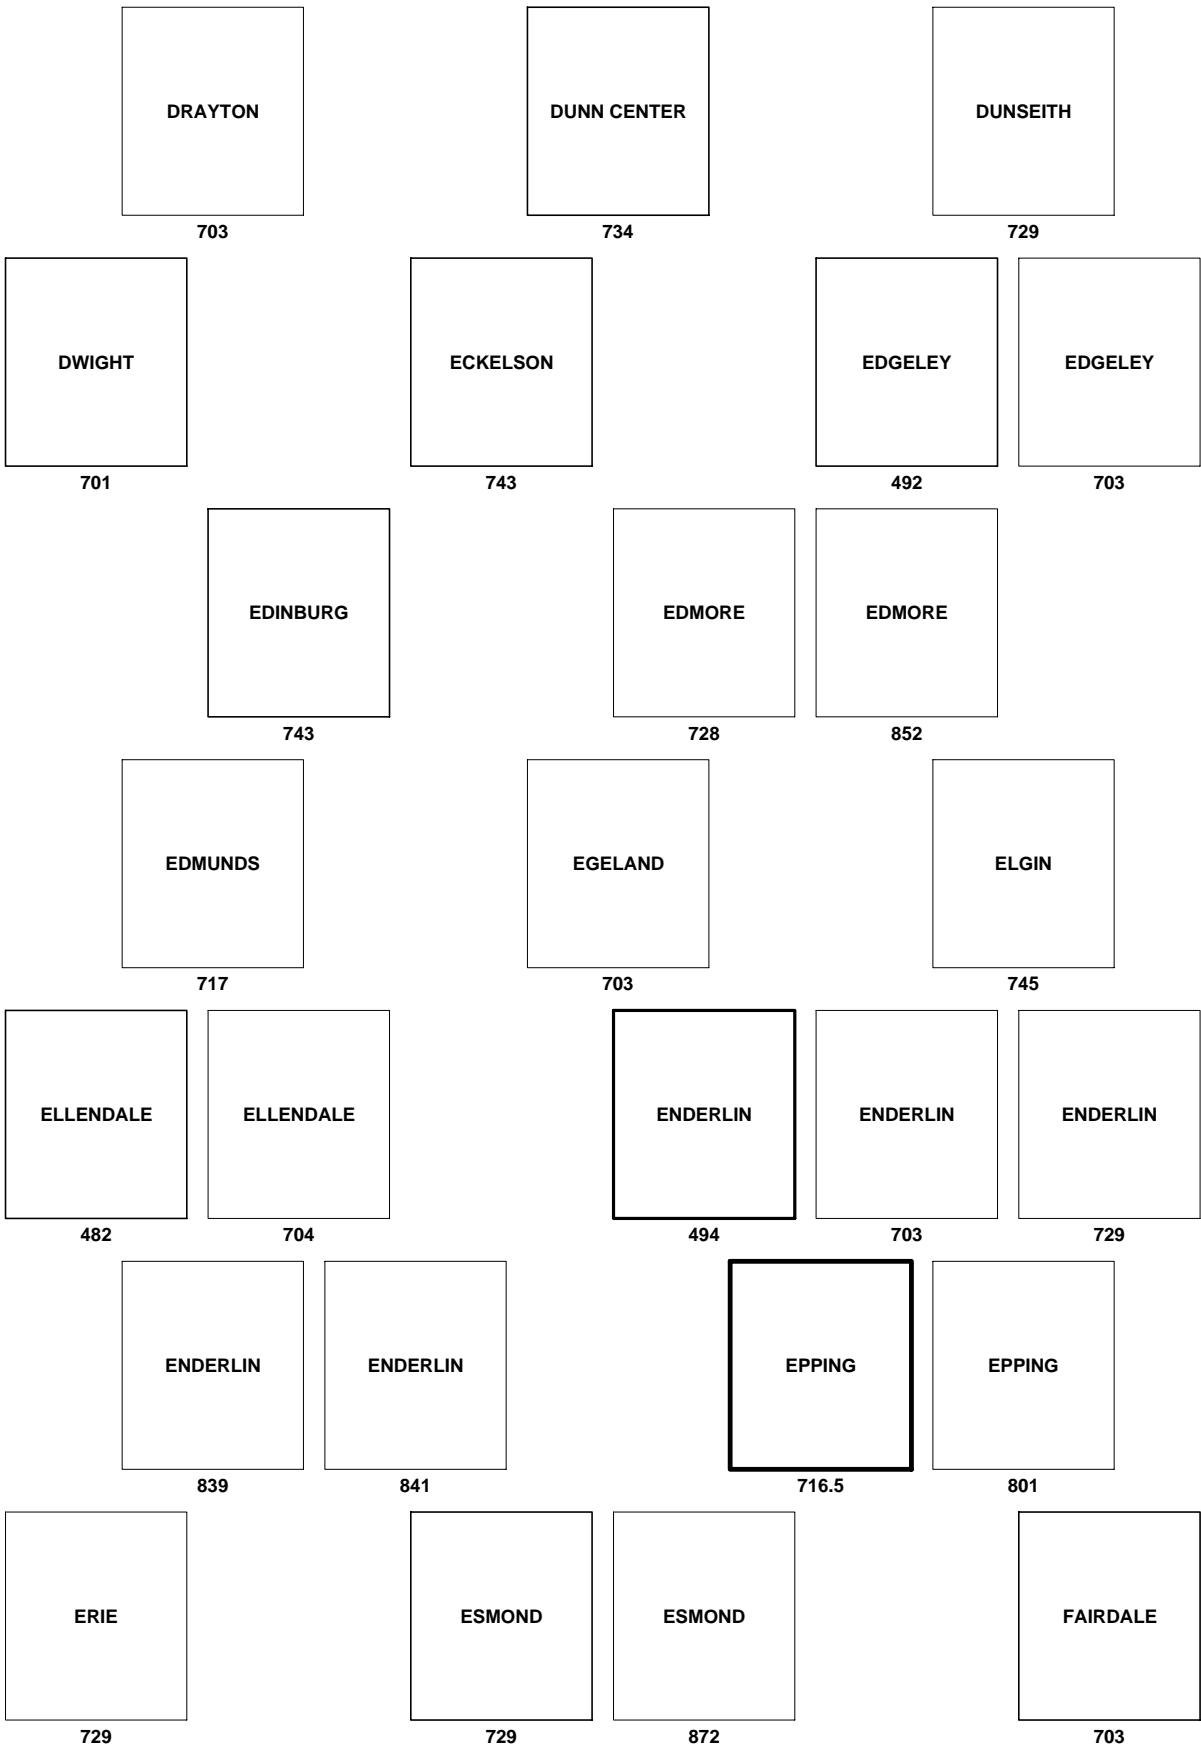 DRAYTON DUNN CENTER DUNSEITH
703 734 729
DWIGHT ECKELSON EDGELEY EDGELEY
701 743 492 703
EDINBURG EDMORE EDMORE
743 728 852
EDMUNDS EGELAND ELGIN
717 703 745
ELLENDALE ELLENDALE ENDERLIN ENDERLIN ENDERLIN
482 704 494 703 729
ENDERLIN ENDERLIN EPPING EPPING
839 841 716.5 801
ERIE ESMOND ESMOND FAIRDALE
729 729 872 703